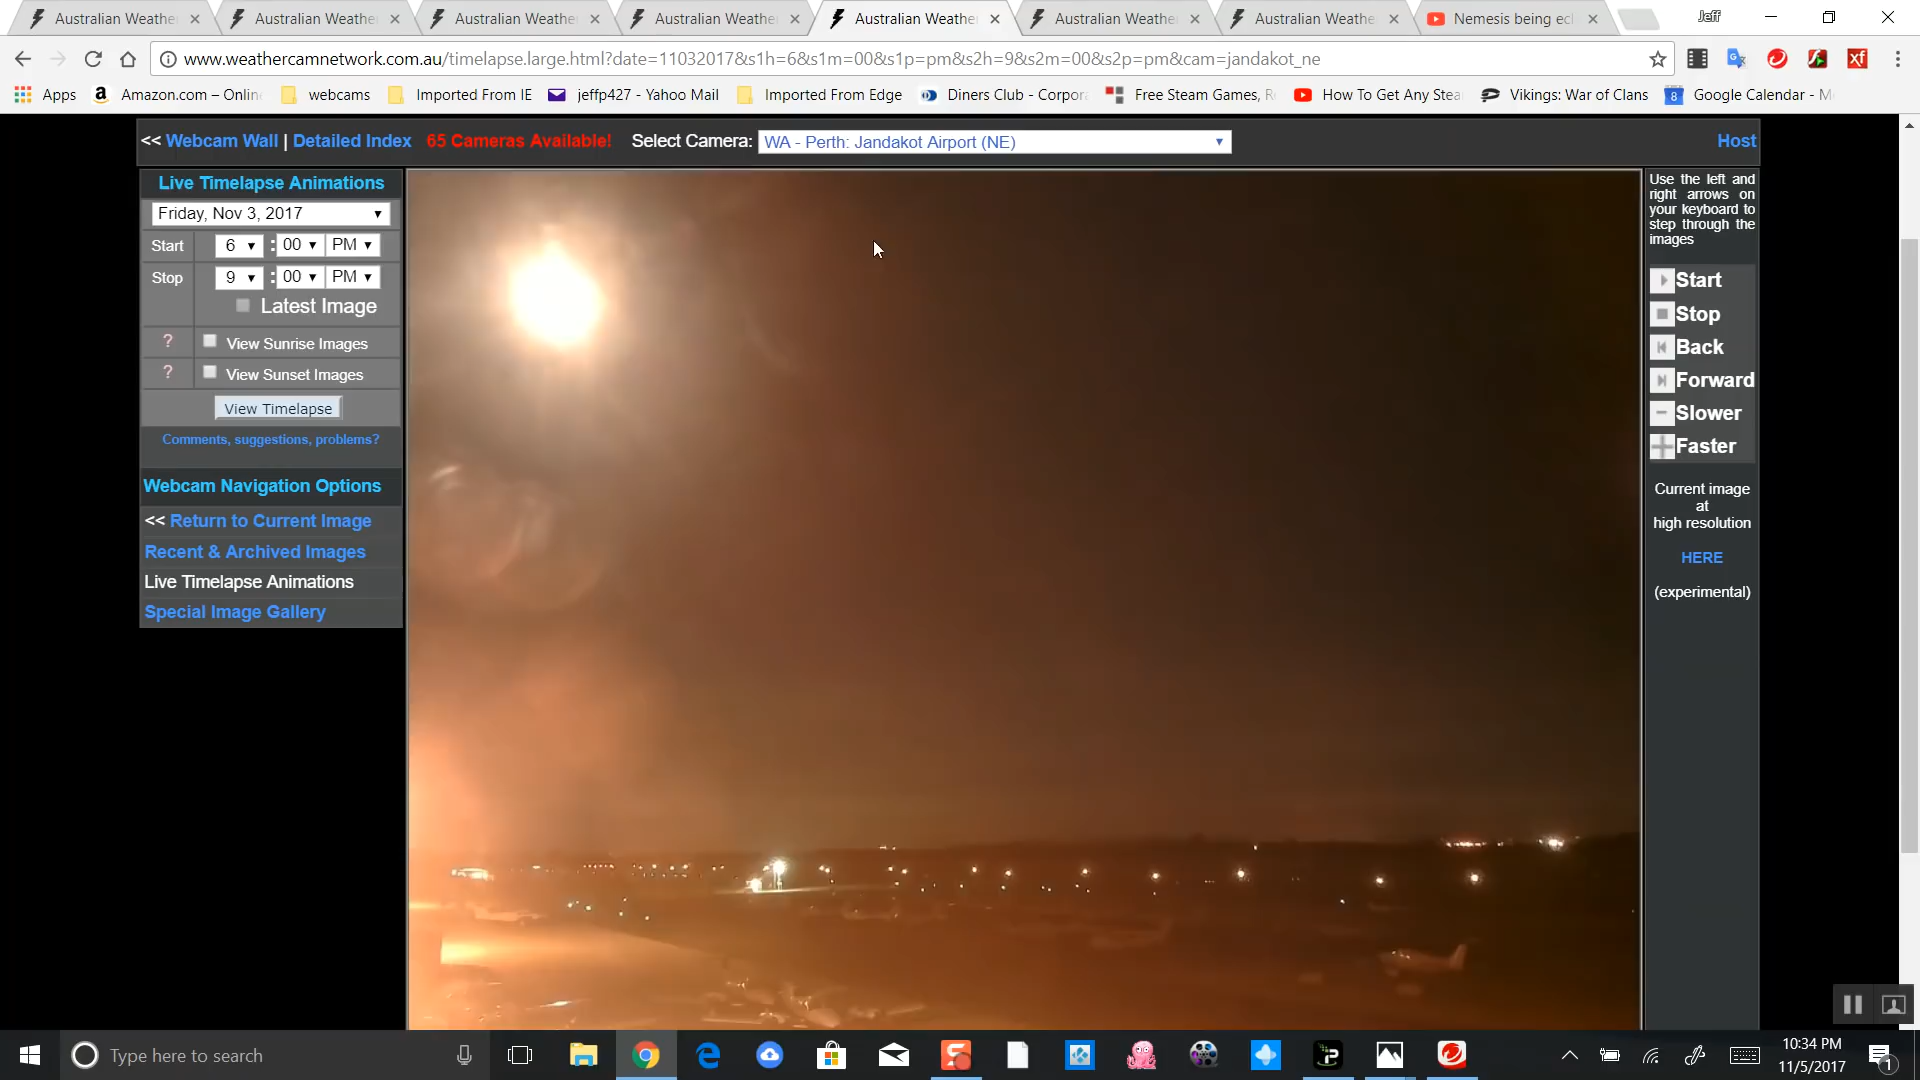 Australian Weathe
Australian Weathe
Australian Weathe
Australian Weathe
Australian Weathe
Australian Weathe
Australian Weathe
Nemesis being ecl
Jeff
www.weathercamnetwork.com.au/timelapse.large.html?date=11032017&s1h=6&s1m=00&s1p=pm&s2h=9&s2m=00&s2p=pm&cam=jandakot_ne
Apps
Amazon.com – Onlin
webcams
Imported From IE
jeffp427 - Yahoo Mail
Imported From Edge
Diners Club - Corpor
Free Steam Games, R
How To Get Any Stea
Vikings: War of Clans
8
Google Calendar - M
<< Webcam Wall | Detailed Index 65 Cameras Available! Select Camera: WA - Perth: Jandakot Airport (NE) Host
Live Timelapse Animations
Friday, Nov 3, 2017
Start 6 : 00 PM
Stop 9 : 00 PM
Latest Image
? View Sunrise Images
? View Sunset Images
View Timelapse
Comments, suggestions, problems?
Webcam Navigation Options
<< Return to Current Image
Recent & Archived Images
Live Timelapse Animations
Special Image Gallery
Use the left and
right arrows on
your keyboard to
step through the
images
Start
Stop
Back
Forward
Slower
Faster
Current image
at
high resolution
HERE
(experimental)
Type here to search
10:34 PM
11/5/2017
1